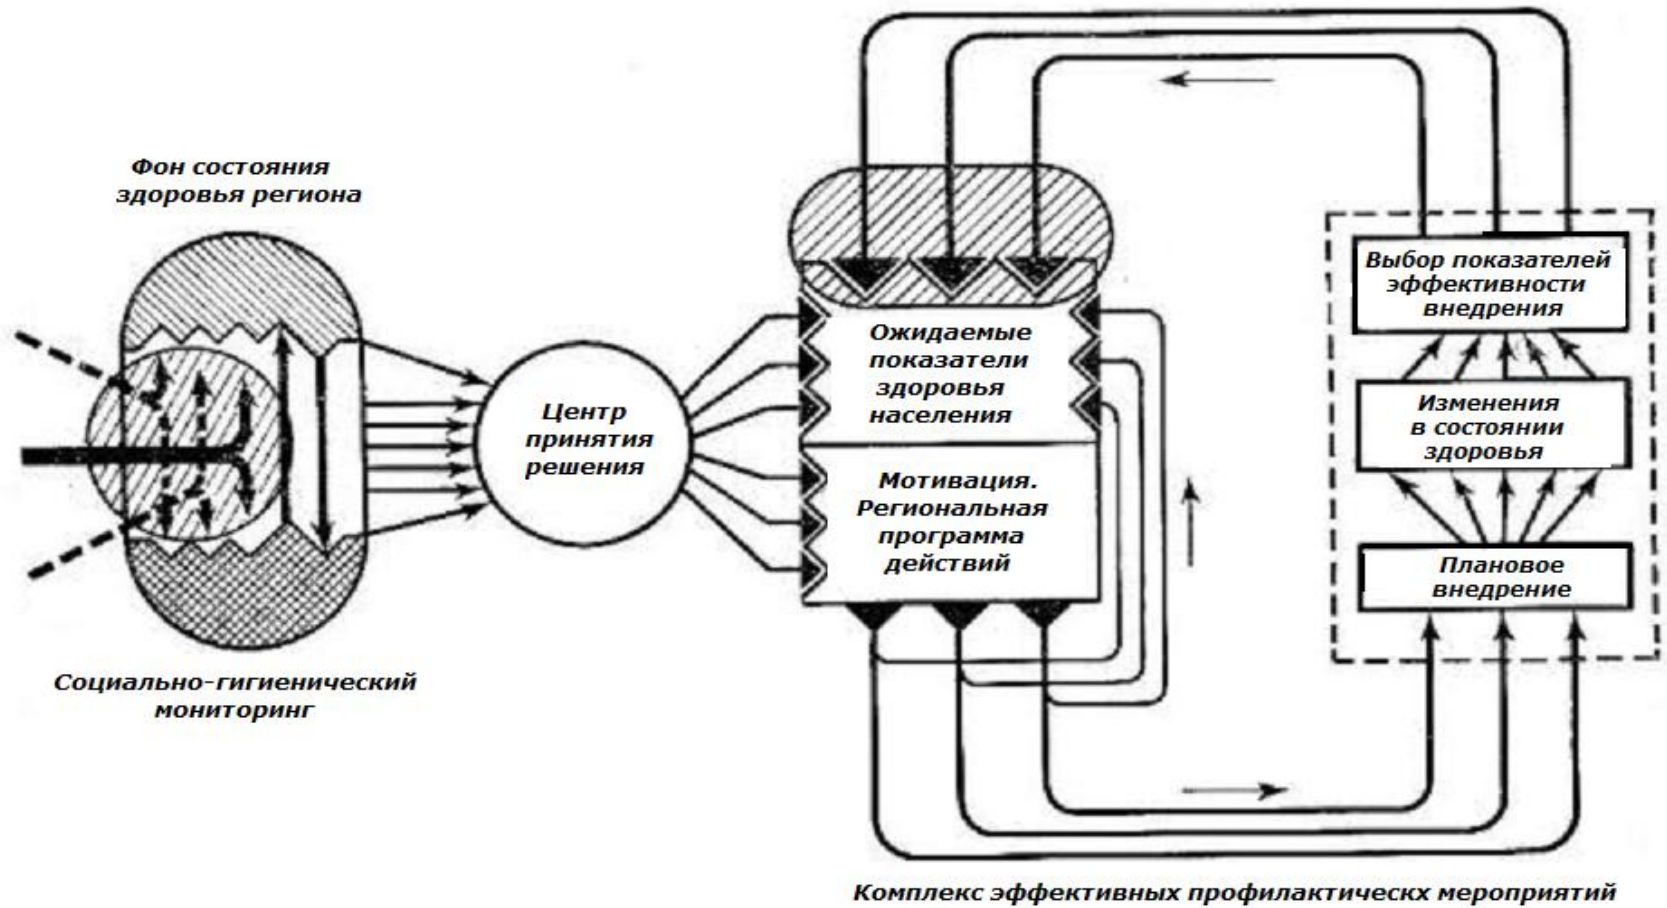 Фон состояния
здоровья региона
Социально-гигиенический
мониторинг
Центр
принятия
решения
Ожидаемые
показатели
здоровья
населения
Мотивация.
Региональная
программа
действий
Выбор показателей
эффективности
внедрения
Изменения
в состоянии
здоровья
Плановое
внедрение
Комплекс эффективных профилактическх мероприятий